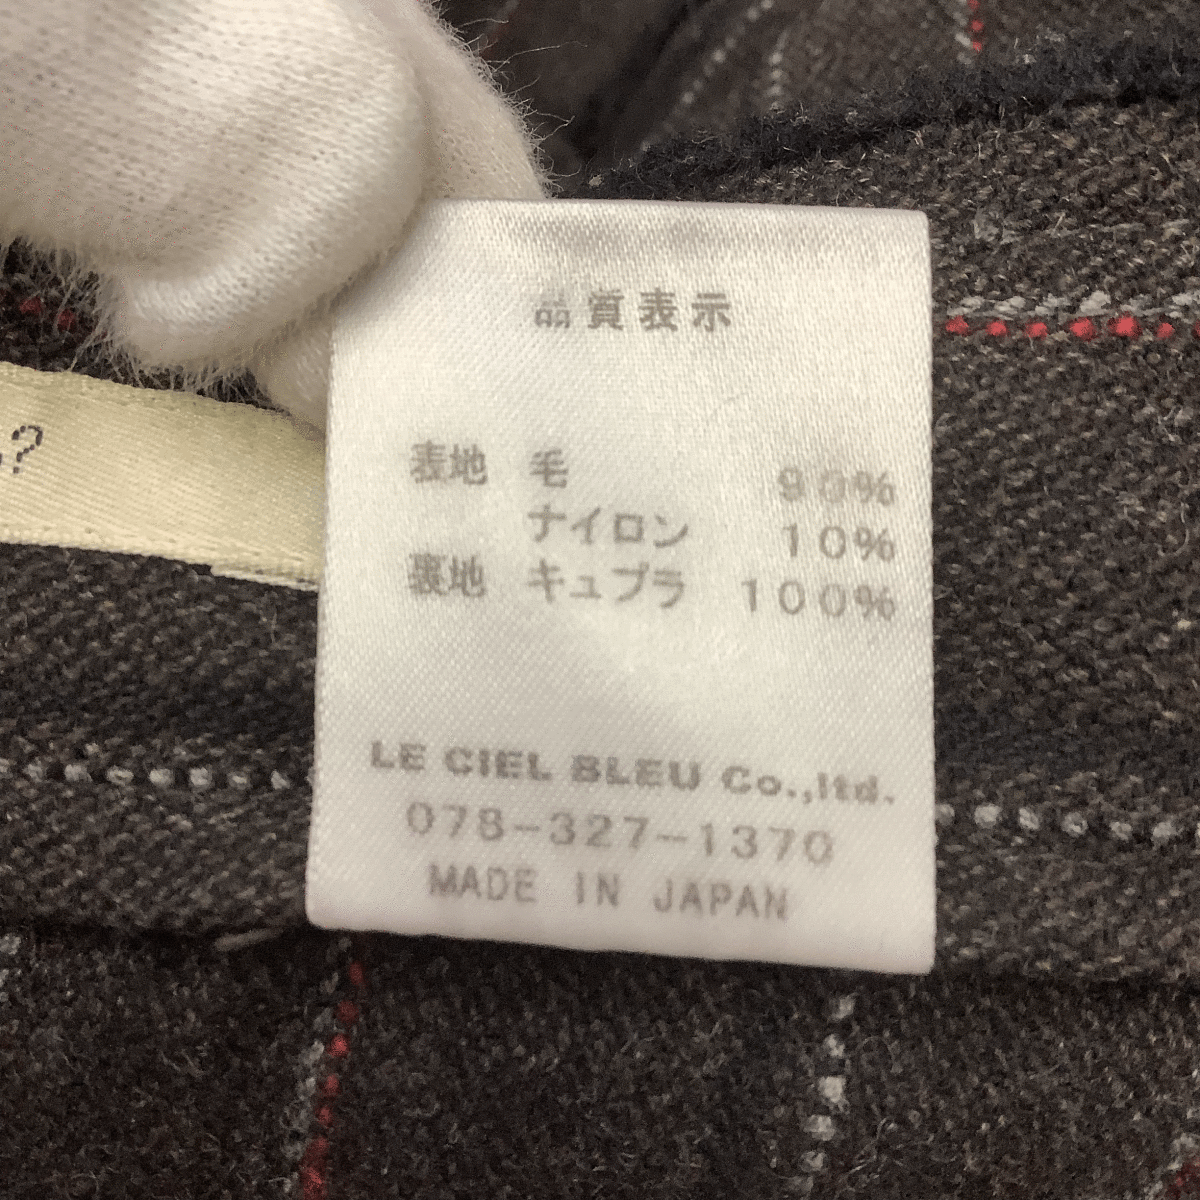 品質表示
表地 毛 90%
ナイロン 10%
裏地 キュプラ 100%
LE CIEL BLEU Co.,ltd.
078-327-1370
MADE IN JAPAN
?